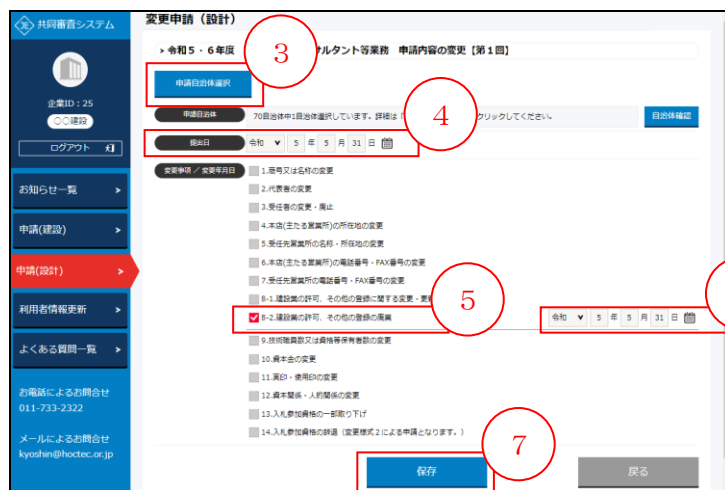 共同審査システム
企業ID：25
〇〇建設
ログアウト
お知らせ一覧
申請(建設)
申請(設計)
利用者情報更新
よくある質問一覧
お電話によるお問合せ
011-733-2322
メールによるお問合せ
kyoshin@hoctec.or.jp
変更申請（設計）
令和５・６年度 サルタント等業務 申請内容の変更【第１回】
3
申請自治体選択
4
申請自治体 70自治体中1自治体選択しています。詳細は クリックしてください。 自治体確認
提出日 令和 5 年 5 月 31 日
変更事項 / 変更年月日
1.商号又は名称の変更
2.代表者の変更
3.受任者の変更・廃止
4.本店(主たる営業所)の所在地の変更
5.受任先営業所の名称・所在地の変更
6.本店(主たる営業所)の電話番号・FAX番号の変更
7.受任先営業所の電話番号・FAX番号の変更
8-1.建設業の許可、その他の登録に関する変更・更
5
8-2.建設業の許可、その他の登録の廃業 令和 5 年 5 月 31 日
9.技術職員数又は資格等保有者数の変更
10.資本金の変更
11.実印・使用印の変更
12.資本関係・人的関係の変更
13.入札参加資格の一部取り下げ
14.入札参加資格の辞退（変更様式２による申請となります。）
7
保存 戻る